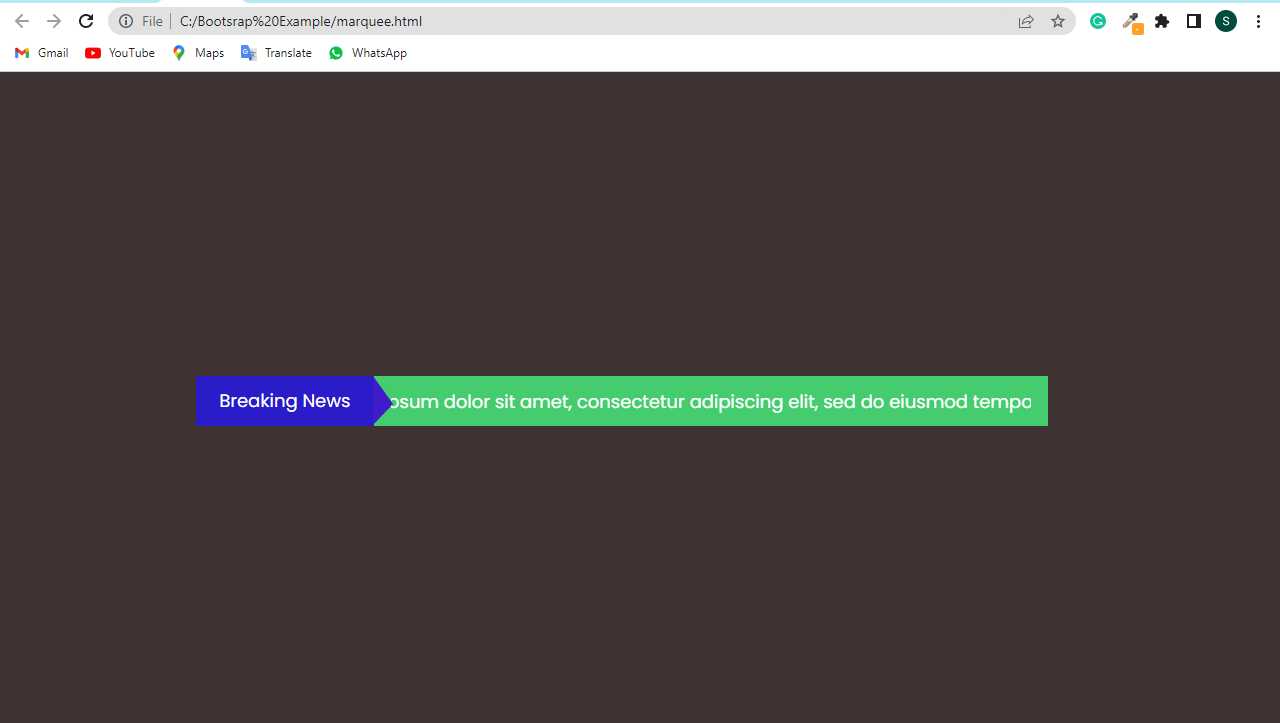 File | C:/Bootsrap%20Example/marquee.html
S
Gmail YouTube Maps Translate WhatsApp
Breaking News psum dolor sit amet, consectetur adipiscing elit, sed do eiusmod tempo